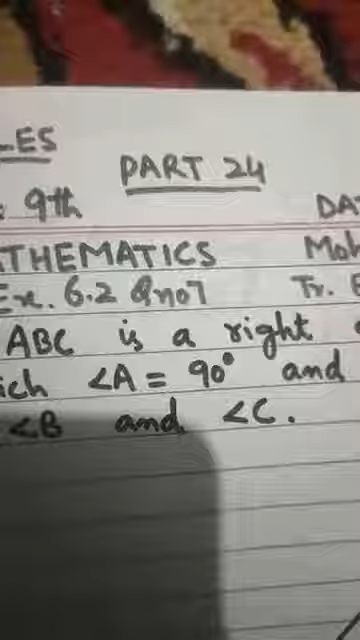 LES
PART 24
: 9th DAT
THEMATICS Moh
Ex. 6.2 Qno7 Tr. E
ABC is a right
ich ∠A = 90° and
∠B and ∠C.